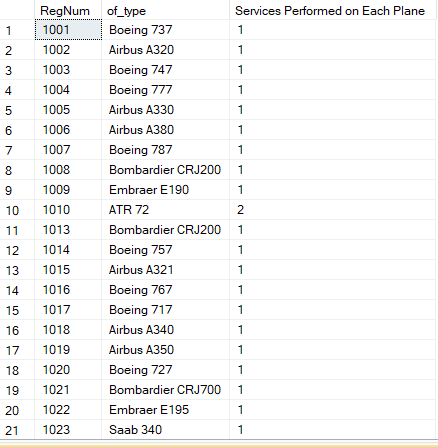 RegNum of_type Services Performed on Each Plane
1 1001 Boeing 737 1
2 1002 Airbus A320 1
3 1003 Boeing 747 1
4 1004 Boeing 777 1
5 1005 Airbus A330 1
6 1006 Airbus A380 1
7 1007 Boeing 787 1
8 1008 Bombardier CRJ200 1
9 1009 Embraer E190 1
10 1010 ATR 72 2
11 1013 Bombardier CRJ200 1
12 1014 Boeing 757 1
13 1015 Airbus A321 1
14 1016 Boeing 767 1
15 1017 Boeing 717 1
16 1018 Airbus A340 1
17 1019 Airbus A350 1
18 1020 Boeing 727 1
19 1021 Bombardier CRJ700 1
20 1022 Embraer E195 1
21 1023 Saab 340 1